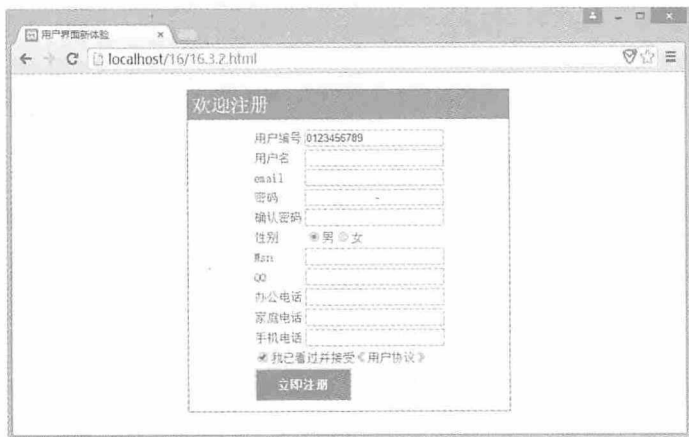 用户界面新体验
localhost/16/16.3.2.html
欢迎注册
用户编号 0123456789
用户名
email
密码
确认密码
性别 男 女
Msn
QQ
办公电话
家庭电话
手机电话
我已看过并接受《用户协议》
立即注册